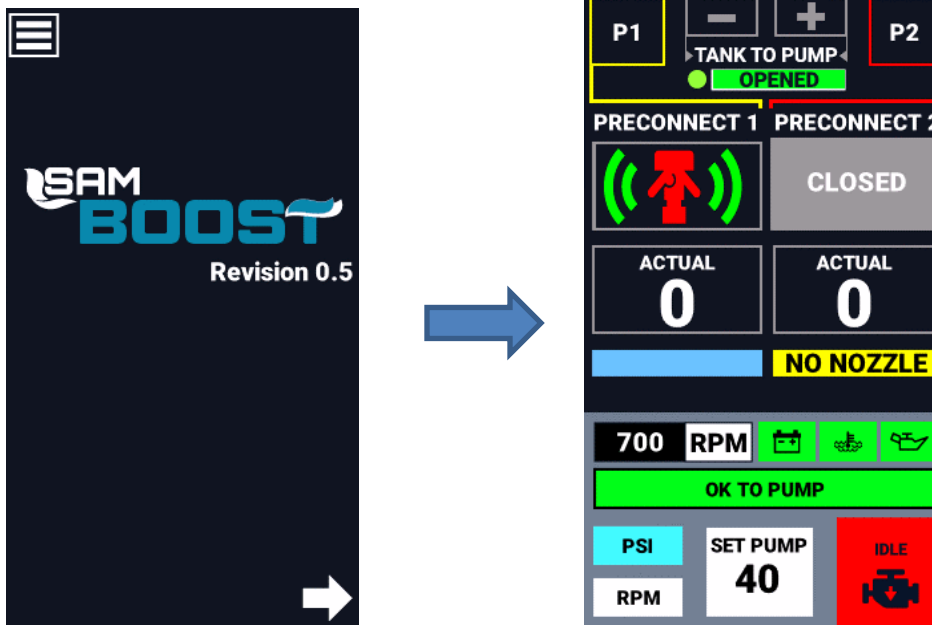 SAM
BOOST
Revision 0.5
P1
P2
TANK TO PUMP
OPENED
PRECONNECT 1
PRECONNECT 2
CLOSED
ACTUAL
0
ACTUAL
0
NO NOZZLE
700
RPM
OK TO PUMP
PSI
RPM
SET PUMP
40
IDLE